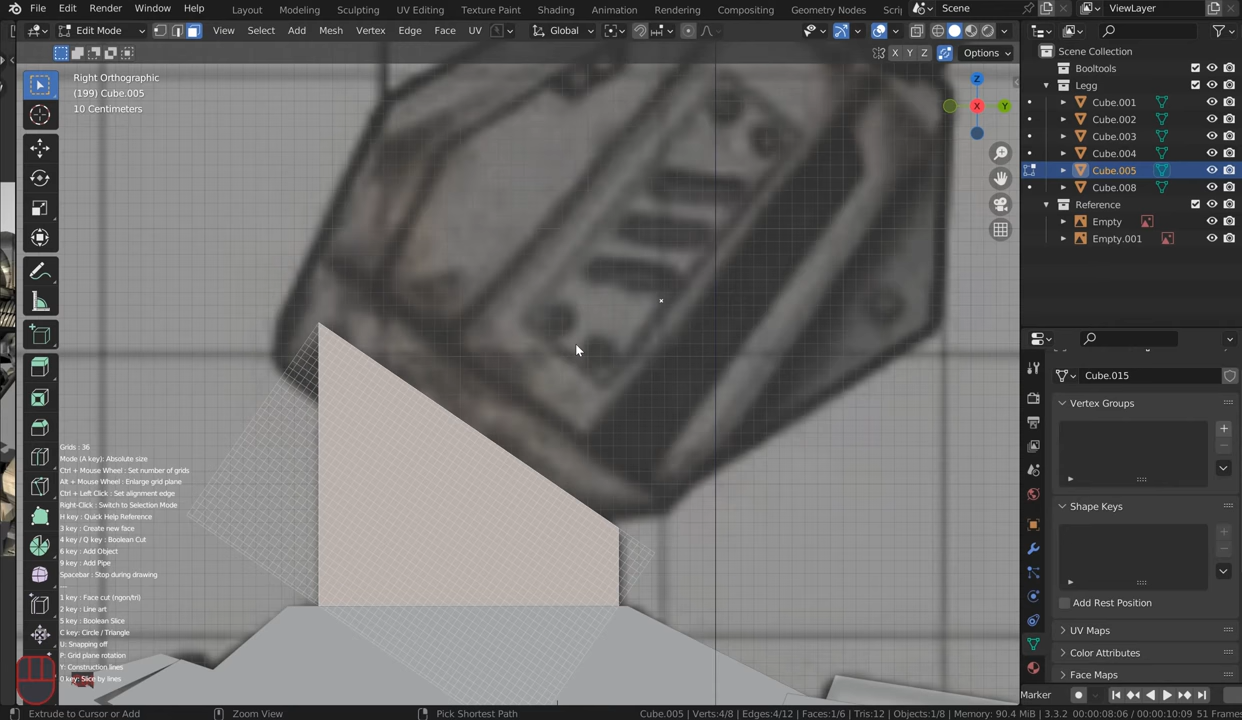 File Edit Render Window Help
Layout Modeling Sculpting UV Editing Texture Paint Shading Animation Rendering Compositing Geometry Nodes Scri
Scene ViewLayer
Edit Mode View Select Add Mesh Vertex Edge Face UV Global
X Y Z Options
Right Orthographic
(199) Cube.005
10 Centimeters
Z
X
Y
Grids : 36
Mode (A key): Absolute size
Ctrl + Mouse Wheel : Set number of grids
Alt + Mouse Wheel : Enlarge grid plane
Ctrl + Left Click : Set alignment edge
Right-Click : Switch to Selection Mode
H key : Quick Help Reference
3 key : Create new face
4 key / Q key : Boolean Cut
6 key : Add Object
9 key : Add Pipe
Spacebar : Stop during drawing
---
1 key : Face cut (ngon/tri)
2 key : Line art
5 key : Boolean Slice
C key: Circle / Triangle
U: Snapping off
P: Grid plane rotation
Y: Construction lines
0 key: Slice by lines
Scene Collection
Booltools
Legg
Cube.001
Cube.002
Cube.003
Cube.004
Cube.005
Cube.008
Reference
Empty
Empty.001
Cube.015
Vertex Groups
Shape Keys
Add Rest Position
UV Maps
Color Attributes
Face Maps
Marker
Extrude to Cursor or Add Zoom View Pick Shortest Path Cube.005 | Verts:4/8 | Edges:4/12 | Faces:1/6 | Tris:12 | Objects:1/8 | Memory: 90.4 MiB | 3.3.2 00:00:08:06 / 00:00:10:09 51 Frames